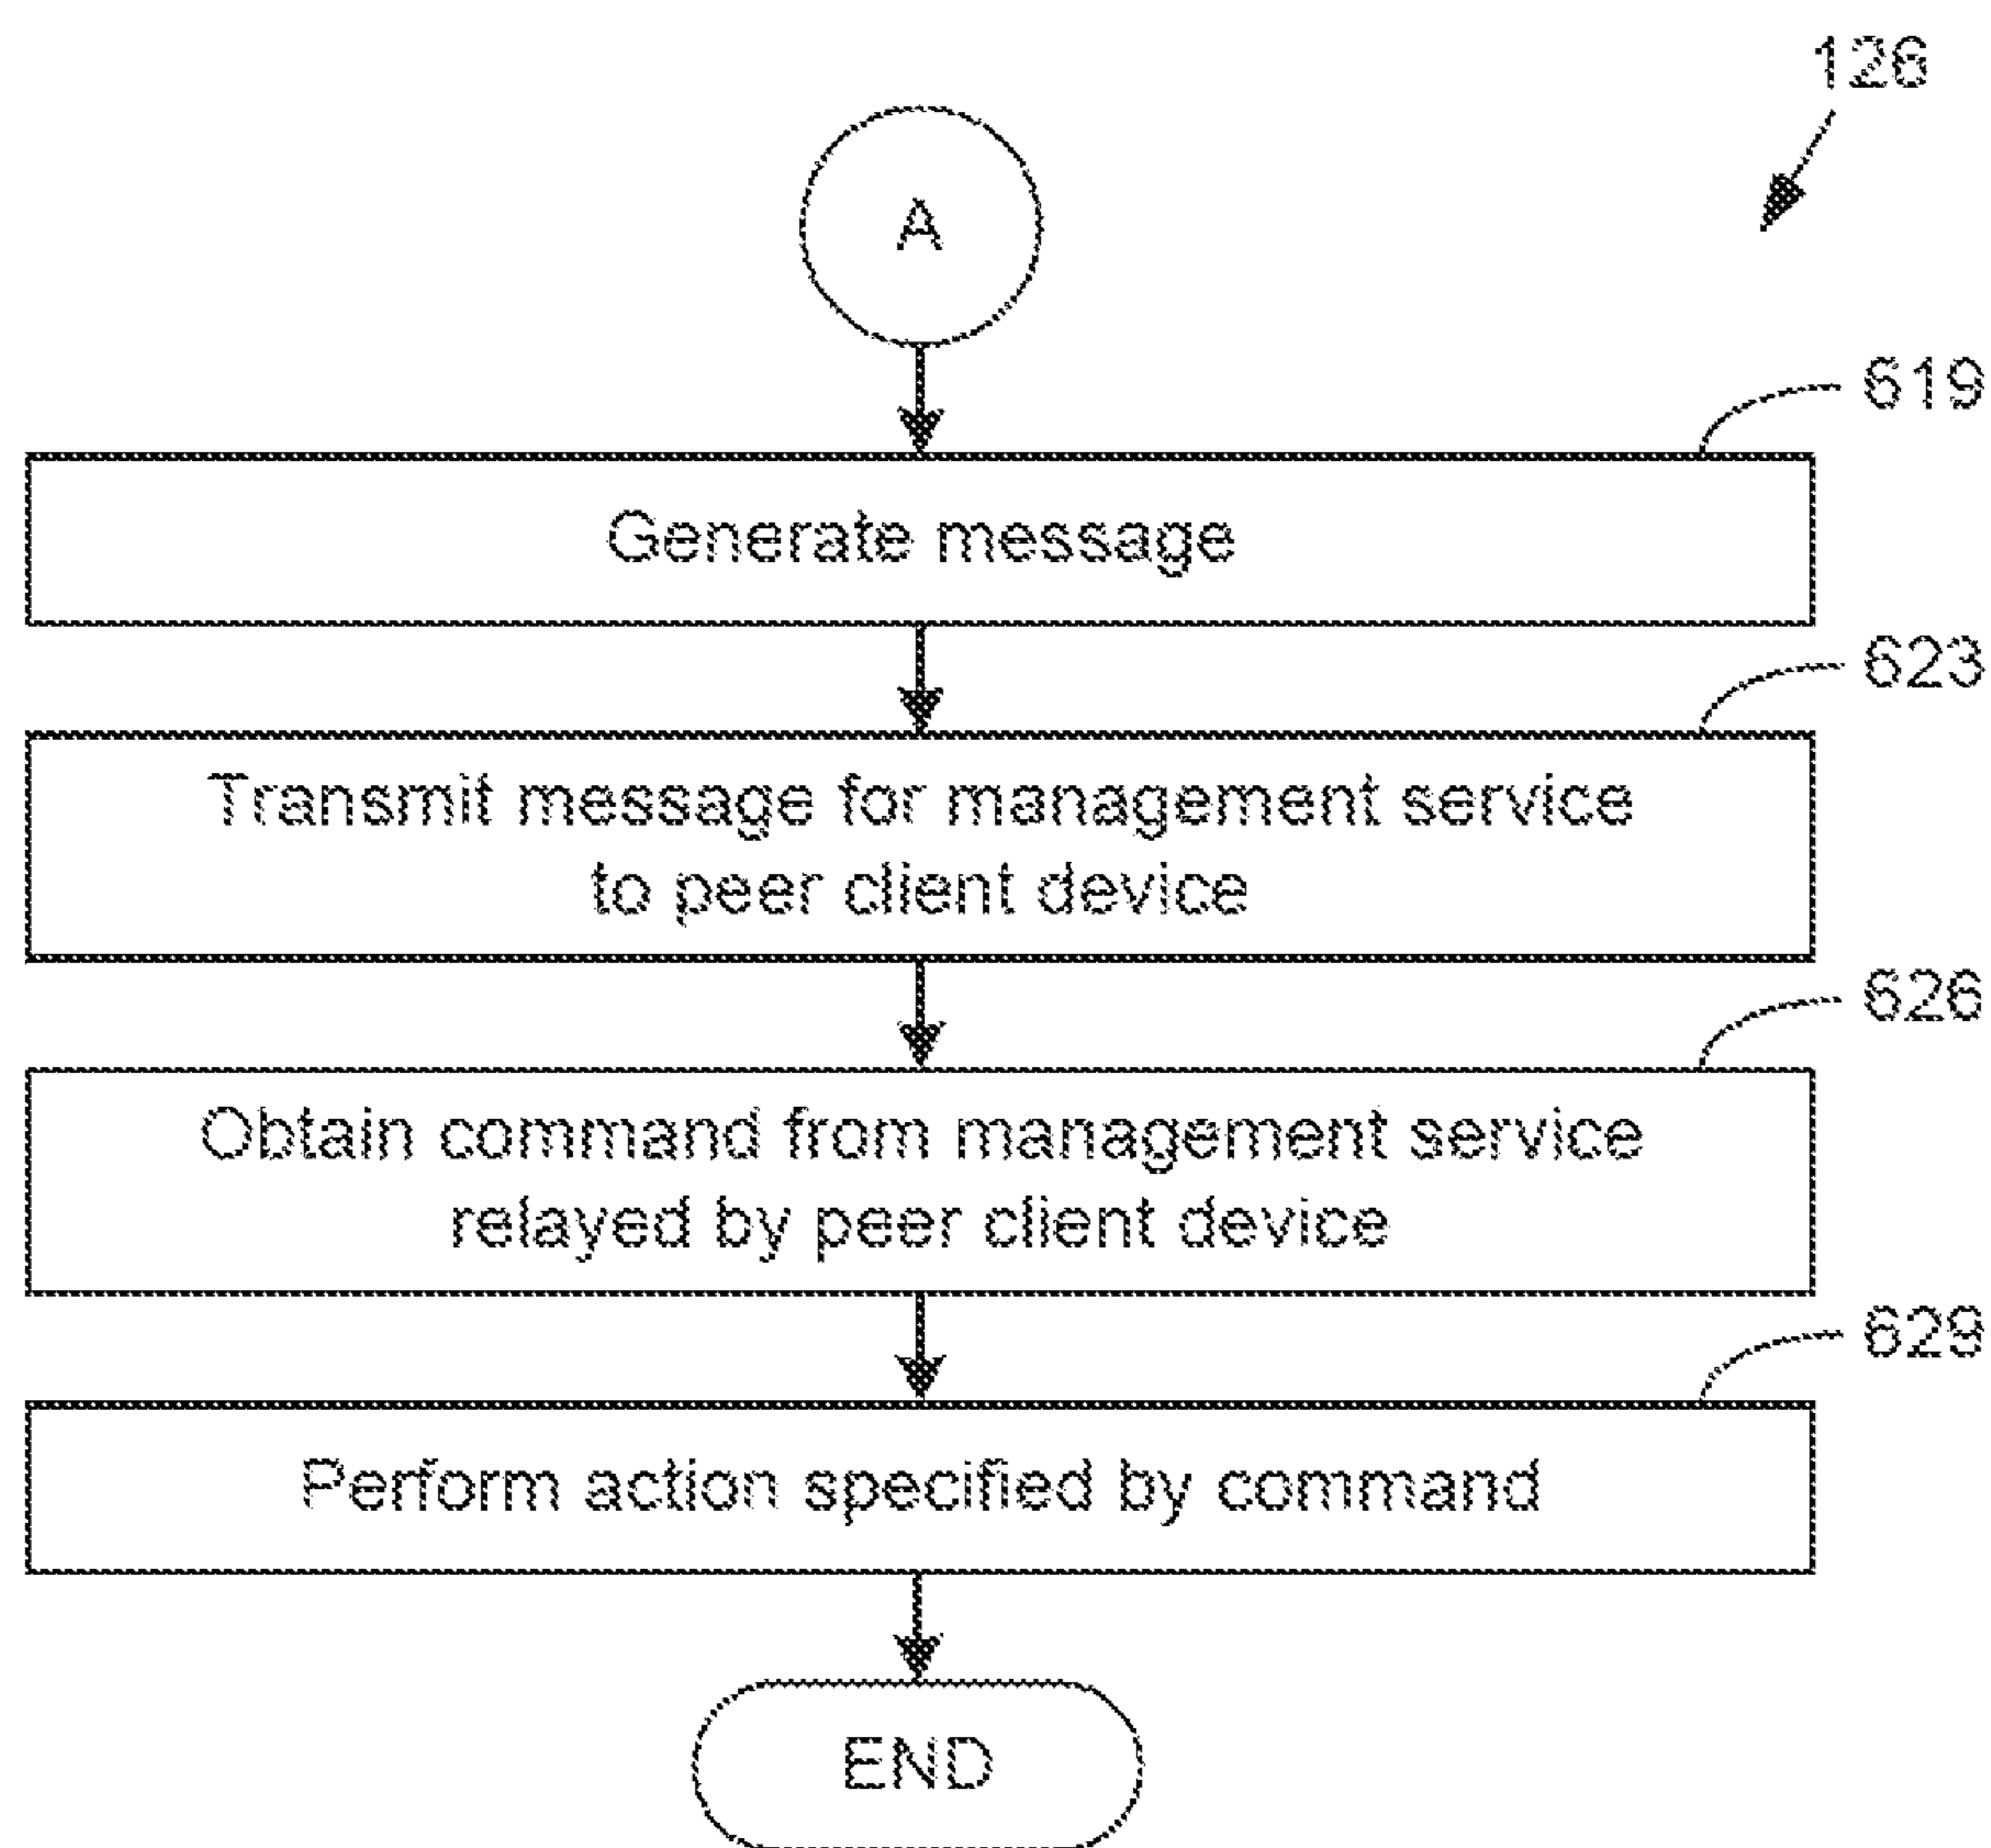 126
A
619
Generate message
623
Transmit message for management service
to peer client device
626
Obtain command from management service
relayed by peer client device
629
Perform action specified by command
END